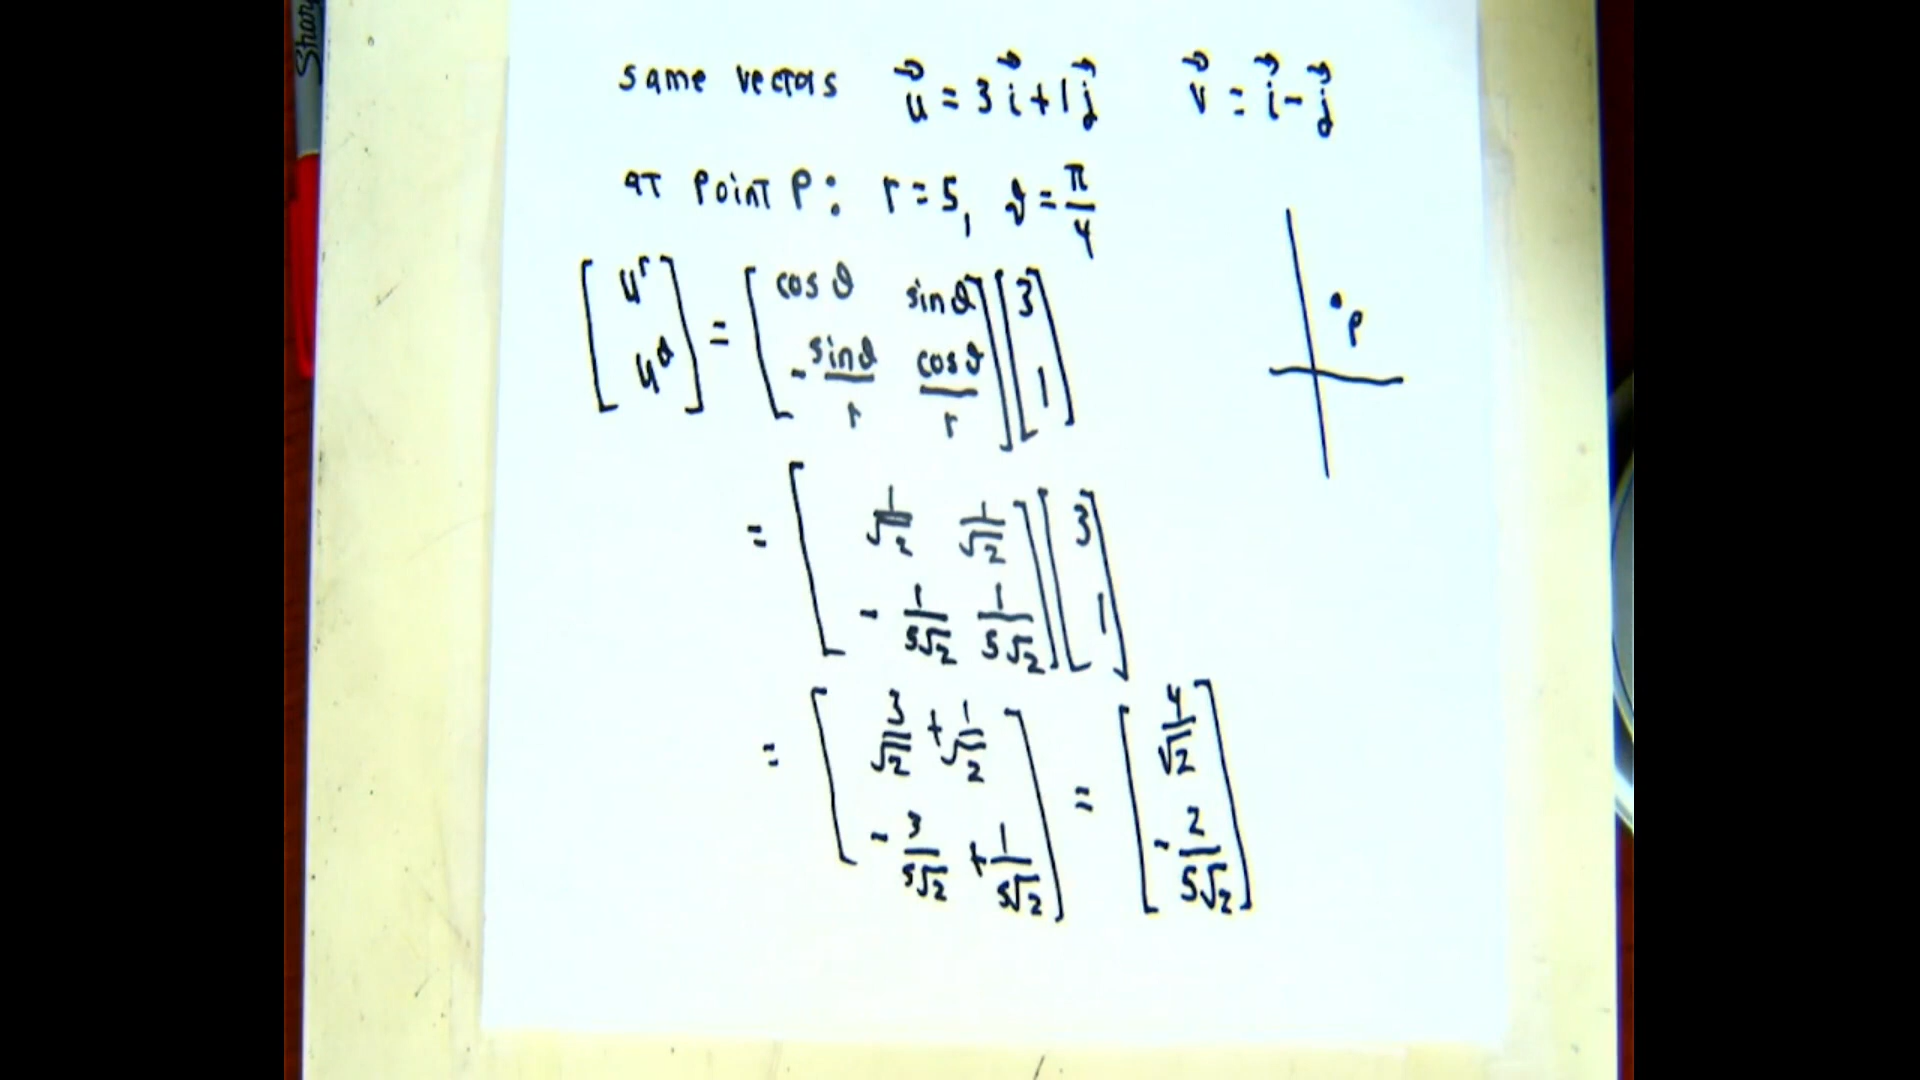 same vectors u⃗ = 3i⃗ + 1j⃗   v⃗ = i⃗ - j⃗
at point P: r = 5, θ = π/4
[u^r; u^θ] = [cos θ  sin θ; -sin θ/r  cos θ/r] [3; 1]
P
= [1/√2  1/√2; -1/(5√2)  1/(5√2)] [3; 1]
= [3/√2 + 1/√2; -3/(5√2) + 1/(5√2)] = [4/√2; -2/(5√2)]